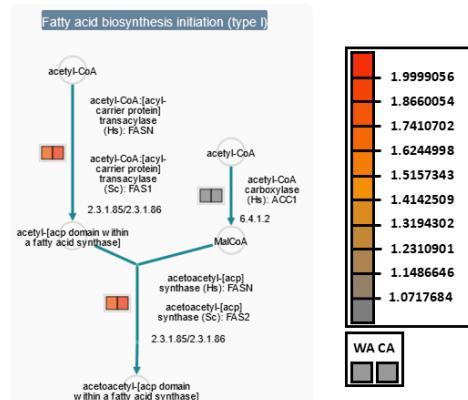 Fatty acid biosynthesis initiation (type I)
acetyl-CoA
acetyl-CoA:[acyl-
carrier protein]
transacylase
(Hs): FASN
acetyl-CoA:[acyl-
carrier protein]
transacylase
(Sc): FAS1
2.3.1.85/2.3.1.86
acetyl-CoA
acetyl-CoA
carboxylase
(Hs): ACC1
6.4.1.2
acetyl-[acp domain within
a fatty acid synthase]
MalCoA
acetoacetyl-[acp]
synthase (Hs): FASN
acetoacetyl-[acp]
synthase (Sc): FAS2
2.3.1.85/2.3.1.86
acetoacetyl-[acp domain
within a fatty acid synthase]
1.9999056
1.8660054
1.7410702
1.6244998
1.5157343
1.4142509
1.3194302
1.2310901
1.1486646
1.0717684
WA CA